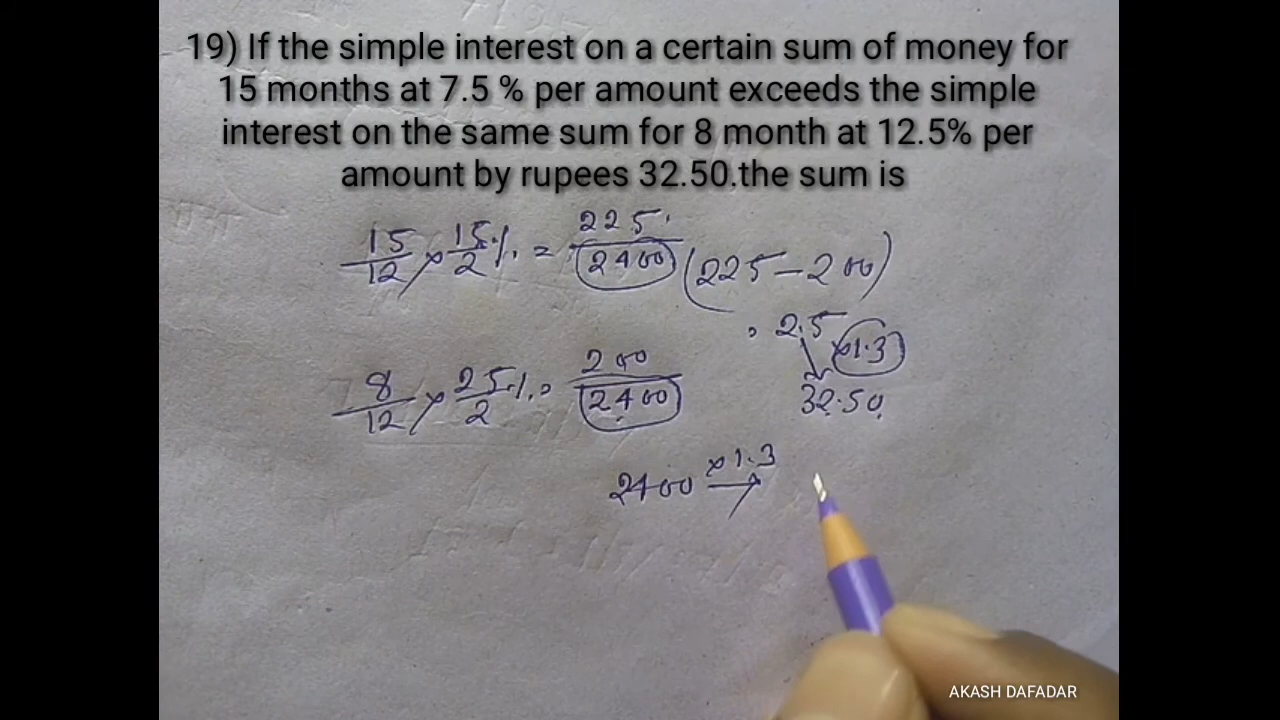 19) If the simple interest on a certain sum of money for
15 months at 7.5 % per amount exceeds the simple
interest on the same sum for 8 month at 12.5% per
amount by rupees 32.50.the sum is
15/12 × 15/2 % = 225/2400 (225 - 200)
= 25 ×1.3
32.50
8/12 × 25/2 % = 200/2400
2400 ×1.3 →
AKASH DAFADAR